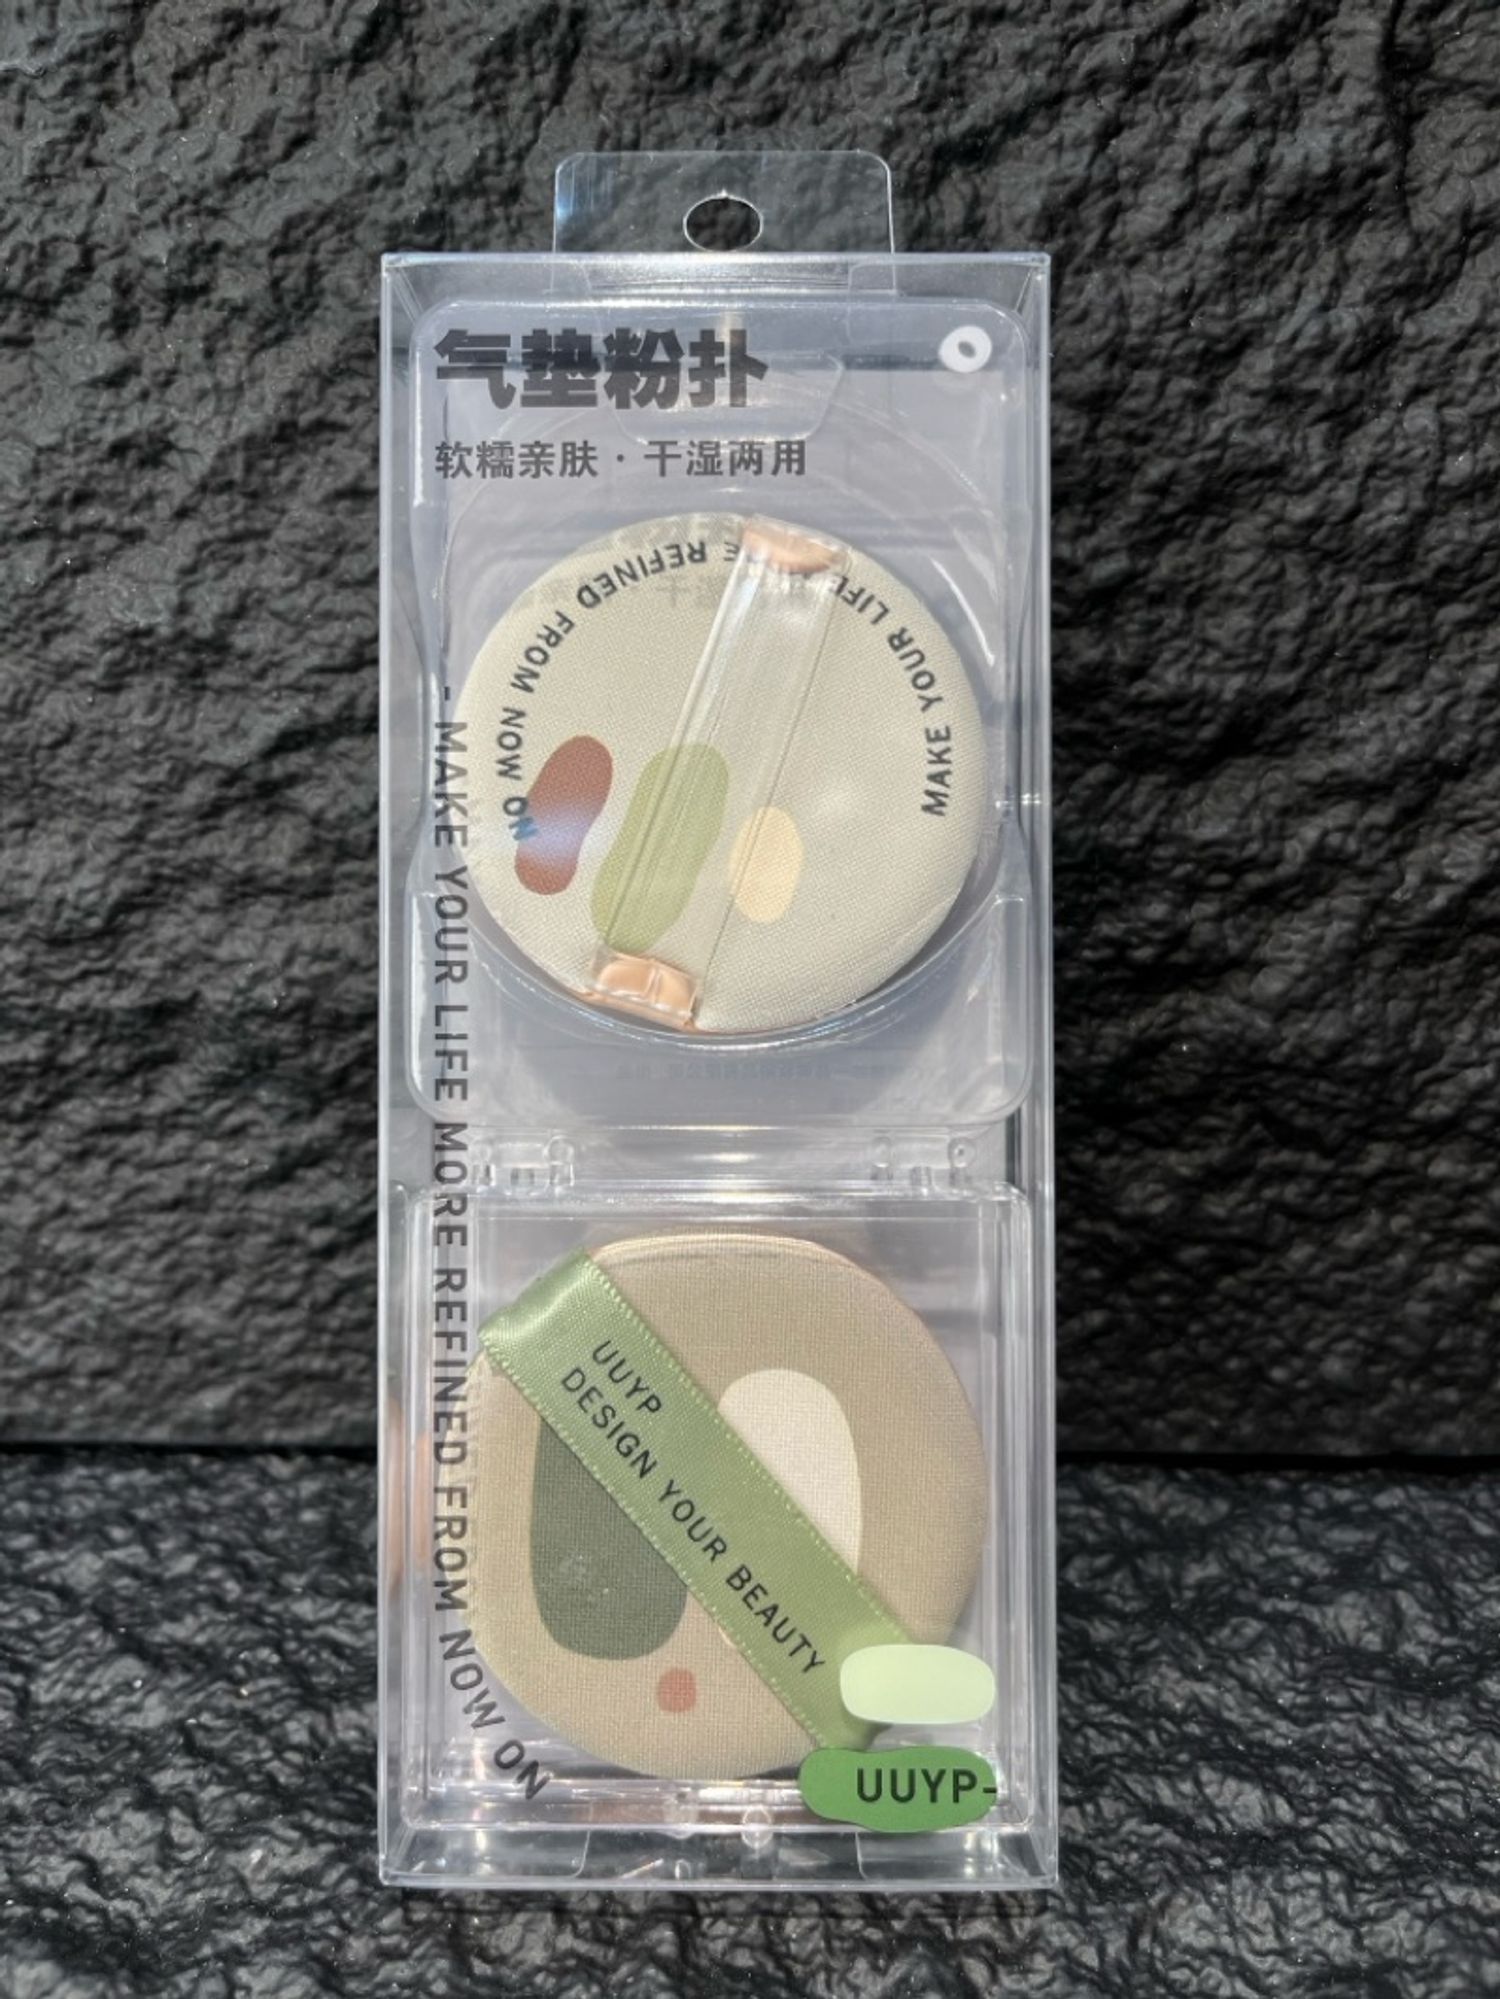 气垫粉扑
软糯亲肤·干湿两用
MAKE YOUR LIFE REFINED FROM NOW ON
- MAKE YOUR LIFE MORE REFINED FROM NOW ON
UUYP
DESIGN YOUR BEAUTY
UUYP-